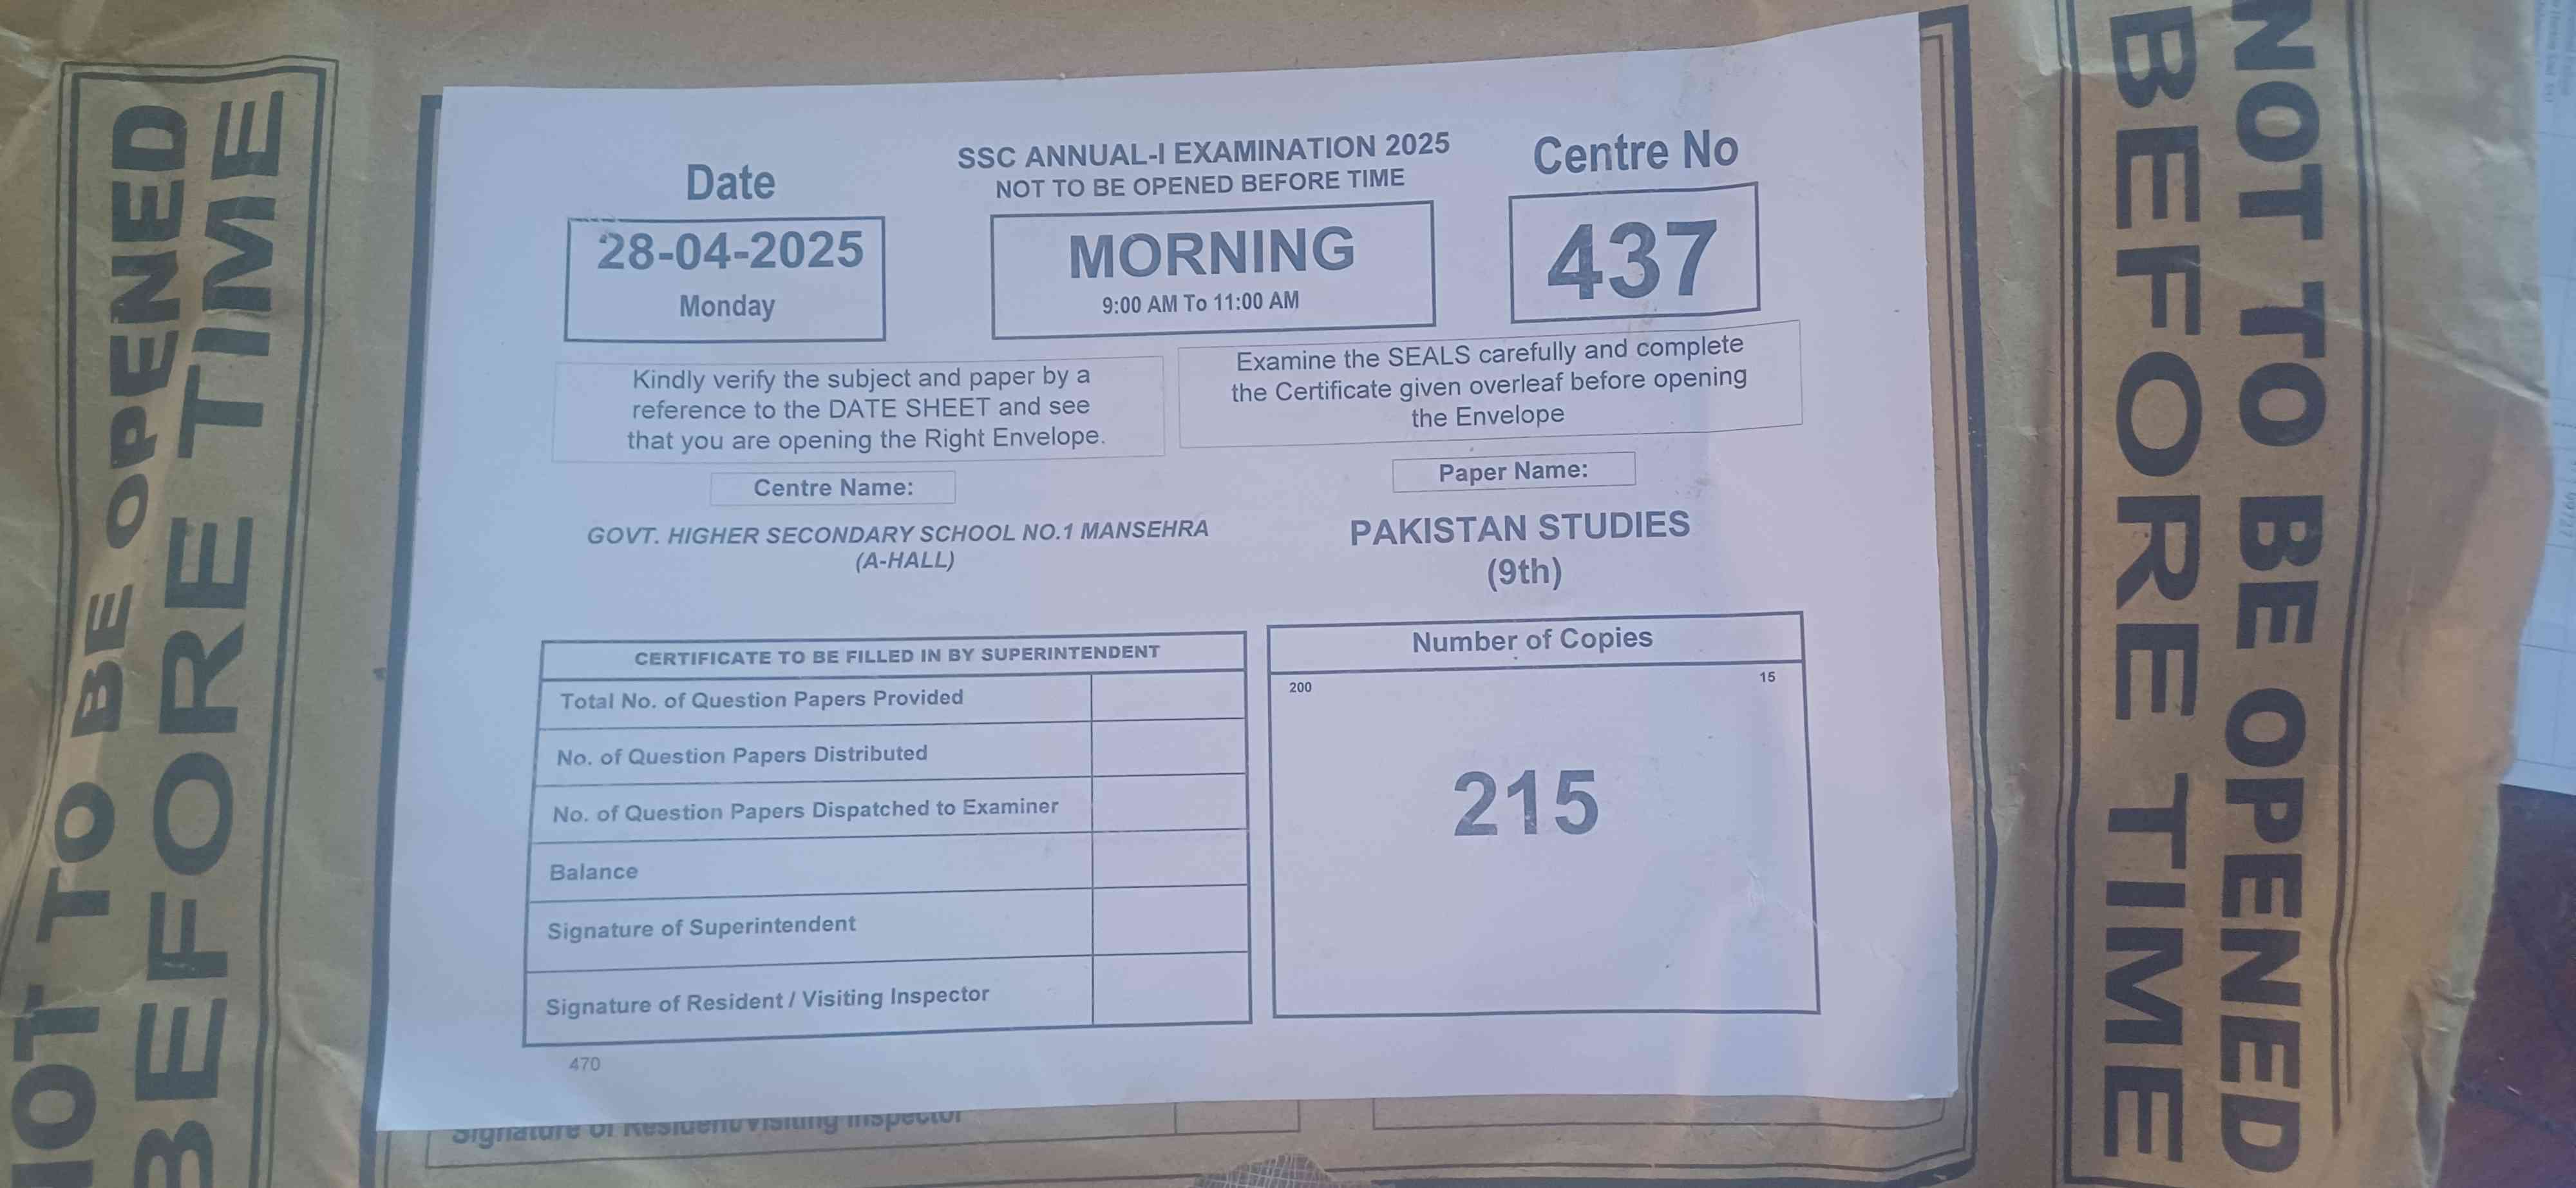 NOT TO BE OPENED
BEFORE TIME
Date
28-04-2025
Monday
SSC ANNUAL-I EXAMINATION 2025
NOT TO BE OPENED BEFORE TIME
MORNING
9:00 AM To 11:00 AM
Centre No
437
Kindly verify the subject and paper by a
reference to the DATE SHEET and see
that you are opening the Right Envelope.
Examine the SEALS carefully and complete
the Certificate given overleaf before opening
the Envelope
Centre Name:
GOVT. HIGHER SECONDARY SCHOOL NO.1 MANSEHRA
(A-HALL)
Paper Name:
PAKISTAN STUDIES
(9th)
CERTIFICATE TO BE FILLED IN BY SUPERINTENDENT
Total No. of Question Papers Provided
No. of Question Papers Distributed
No. of Question Papers Dispatched to Examiner
Balance
Signature of Superintendent
Signature of Resident / Visiting Inspector
Number of Copies
200
15
215
470
Signature of Resident/Visiting Inspector
NOT TO BE OPENED
BEFORE TIME